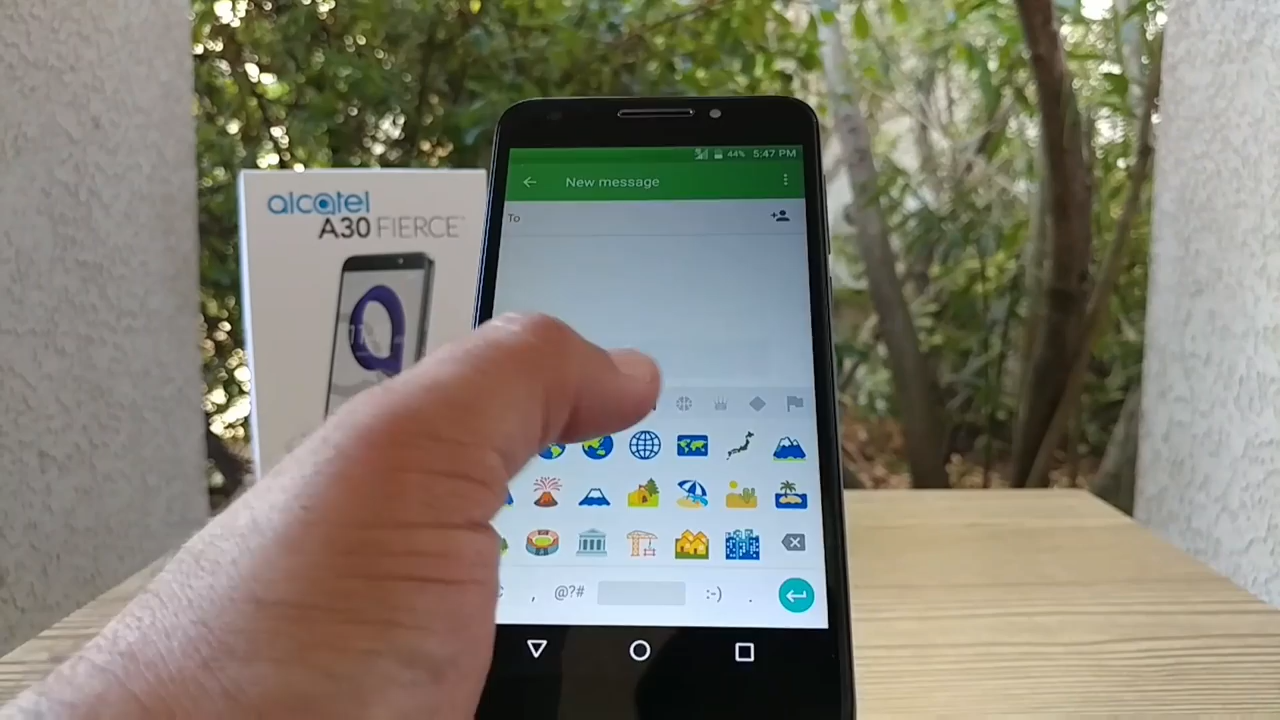 alcatel
A30 FIERCE
44% 5:47 PM
New message
To
, @?# :-) .